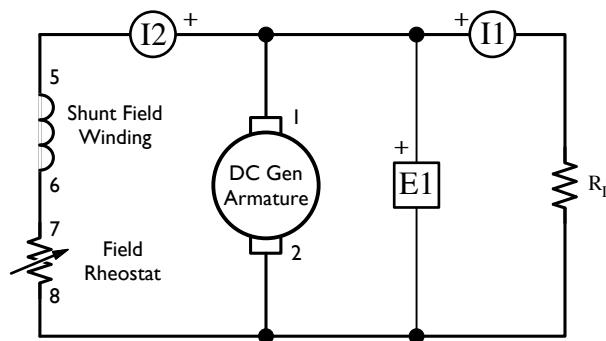 I2
+
+
I1
5
Shunt Field
Winding
6
7
Field
Rheostat
8
1
DC Gen
Armature
2
+
E1